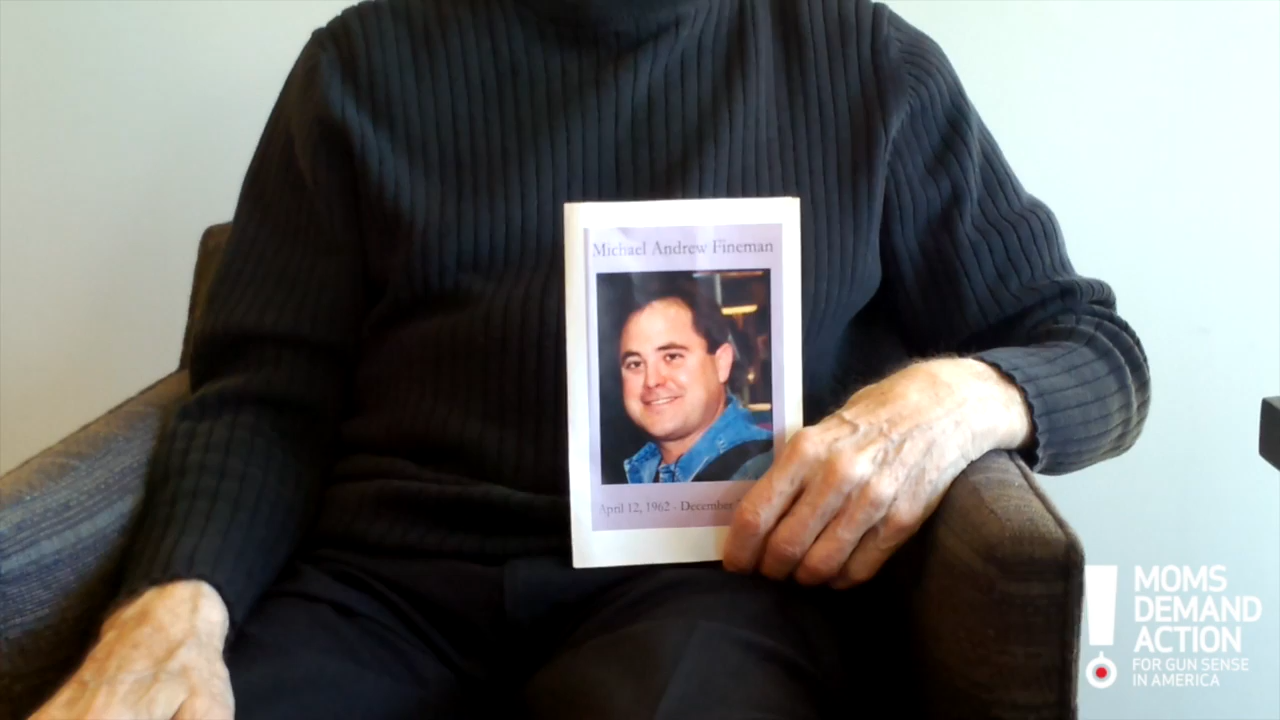 Michael Andrew Fineman
April 12, 1962 - December
MOMS
DEMAND
ACTION
FOR GUN SENSE
IN AMERICA